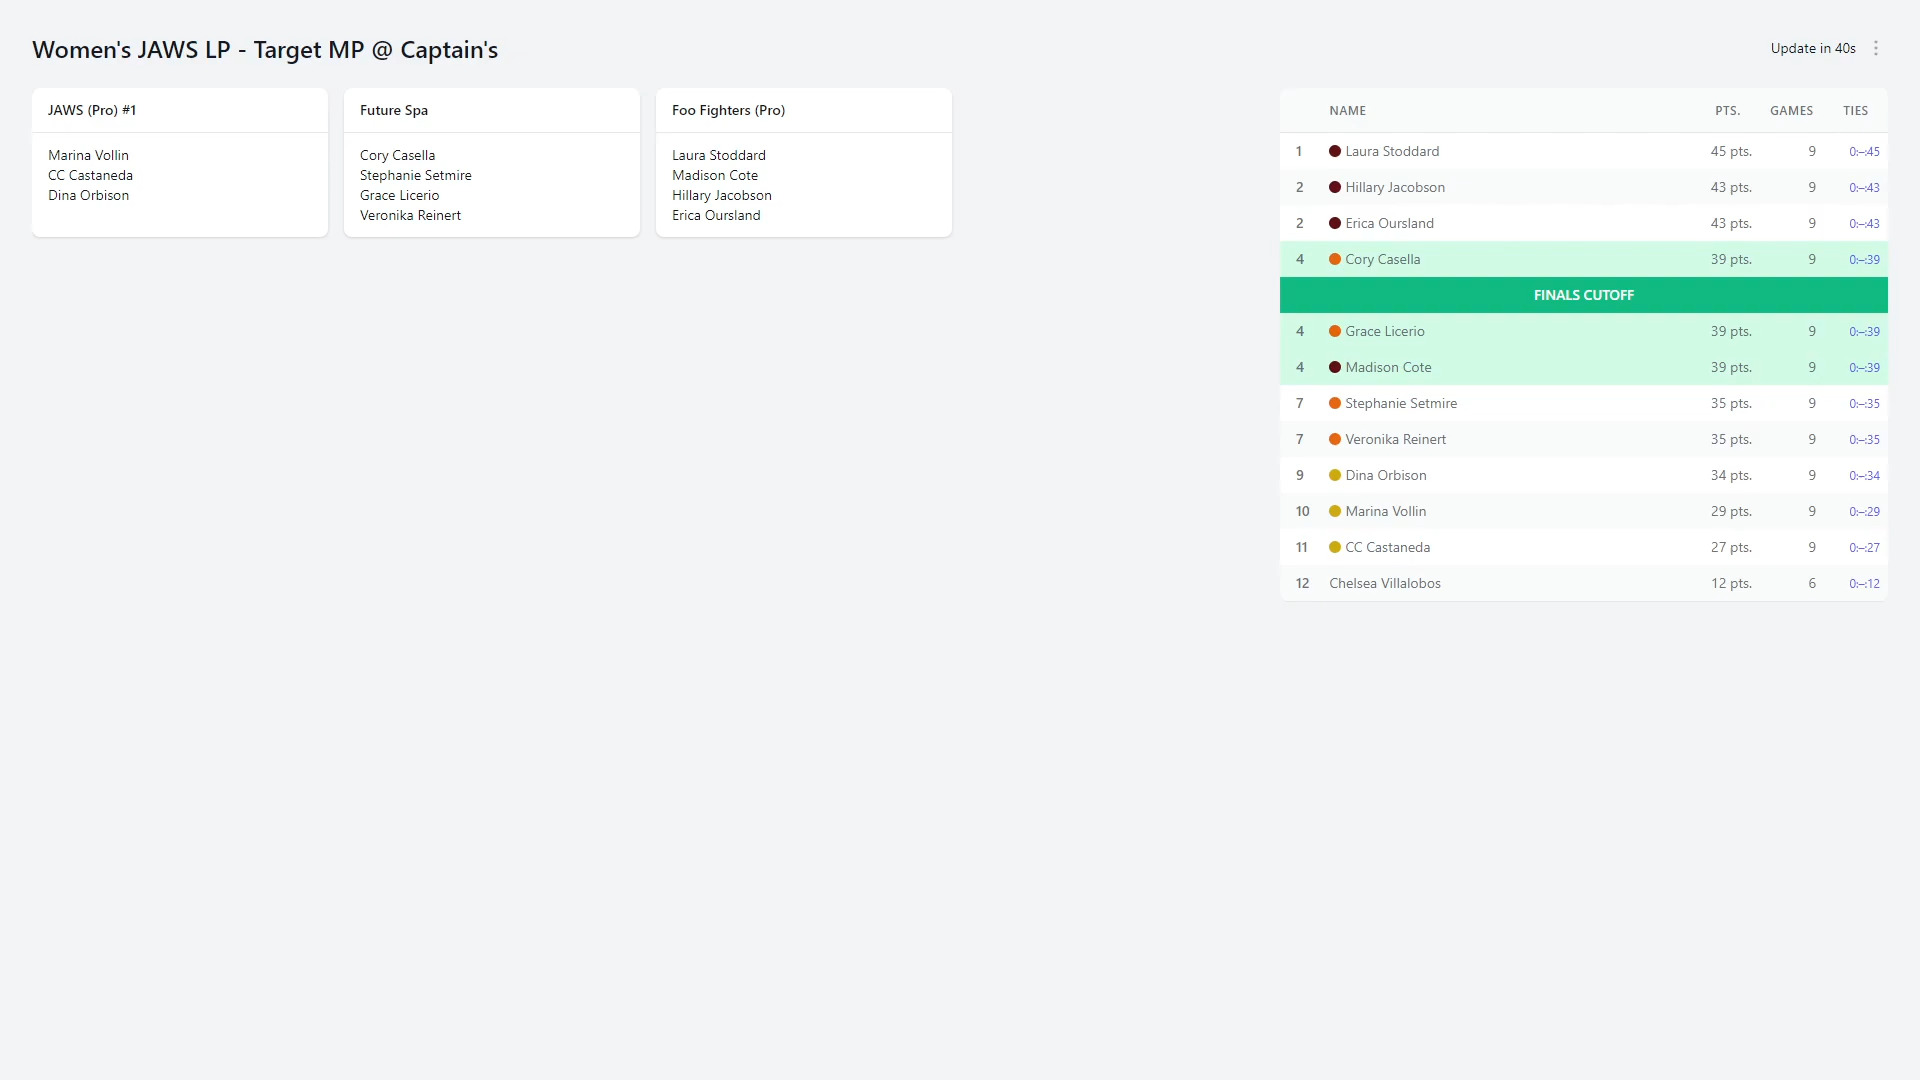 Women's JAWS LP - Target MP @ Captain's
Update in 40s
JAWS (Pro) #1
Marina Vollin
CC Castaneda
Dina Orbison
Future Spa
Cory Casella
Stephanie Setmire
Grace Licerio
Veronika Reinert
Foo Fighters (Pro)
Laura Stoddard
Madison Cote
Hillary Jacobson
Erica Oursland
NAME PTS. GAMES TIES
1 Laura Stoddard 45 pts. 9 0:–:45
2 Hillary Jacobson 43 pts. 9 0:–:43
2 Erica Oursland 43 pts. 9 0:–:43
4 Cory Casella 39 pts. 9 0:–:39
FINALS CUTOFF
4 Grace Licerio 39 pts. 9 0:–:39
4 Madison Cote 39 pts. 9 0:–:39
7 Stephanie Setmire 35 pts. 9 0:–:35
7 Veronika Reinert 35 pts. 9 0:–:35
9 Dina Orbison 34 pts. 9 0:–:34
10 Marina Vollin 29 pts. 9 0:–:29
11 CC Castaneda 27 pts. 9 0:–:27
12 Chelsea Villalobos 12 pts. 6 0:–:12